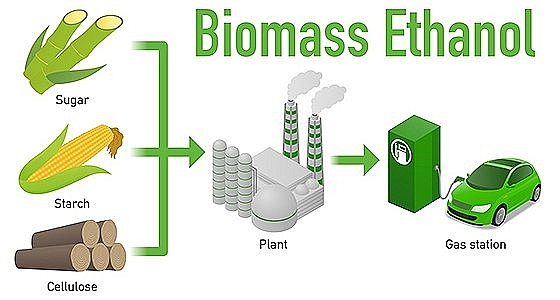 Biomass Ethanol
Sugar
Starch
Cellulose
Plant
Gas station